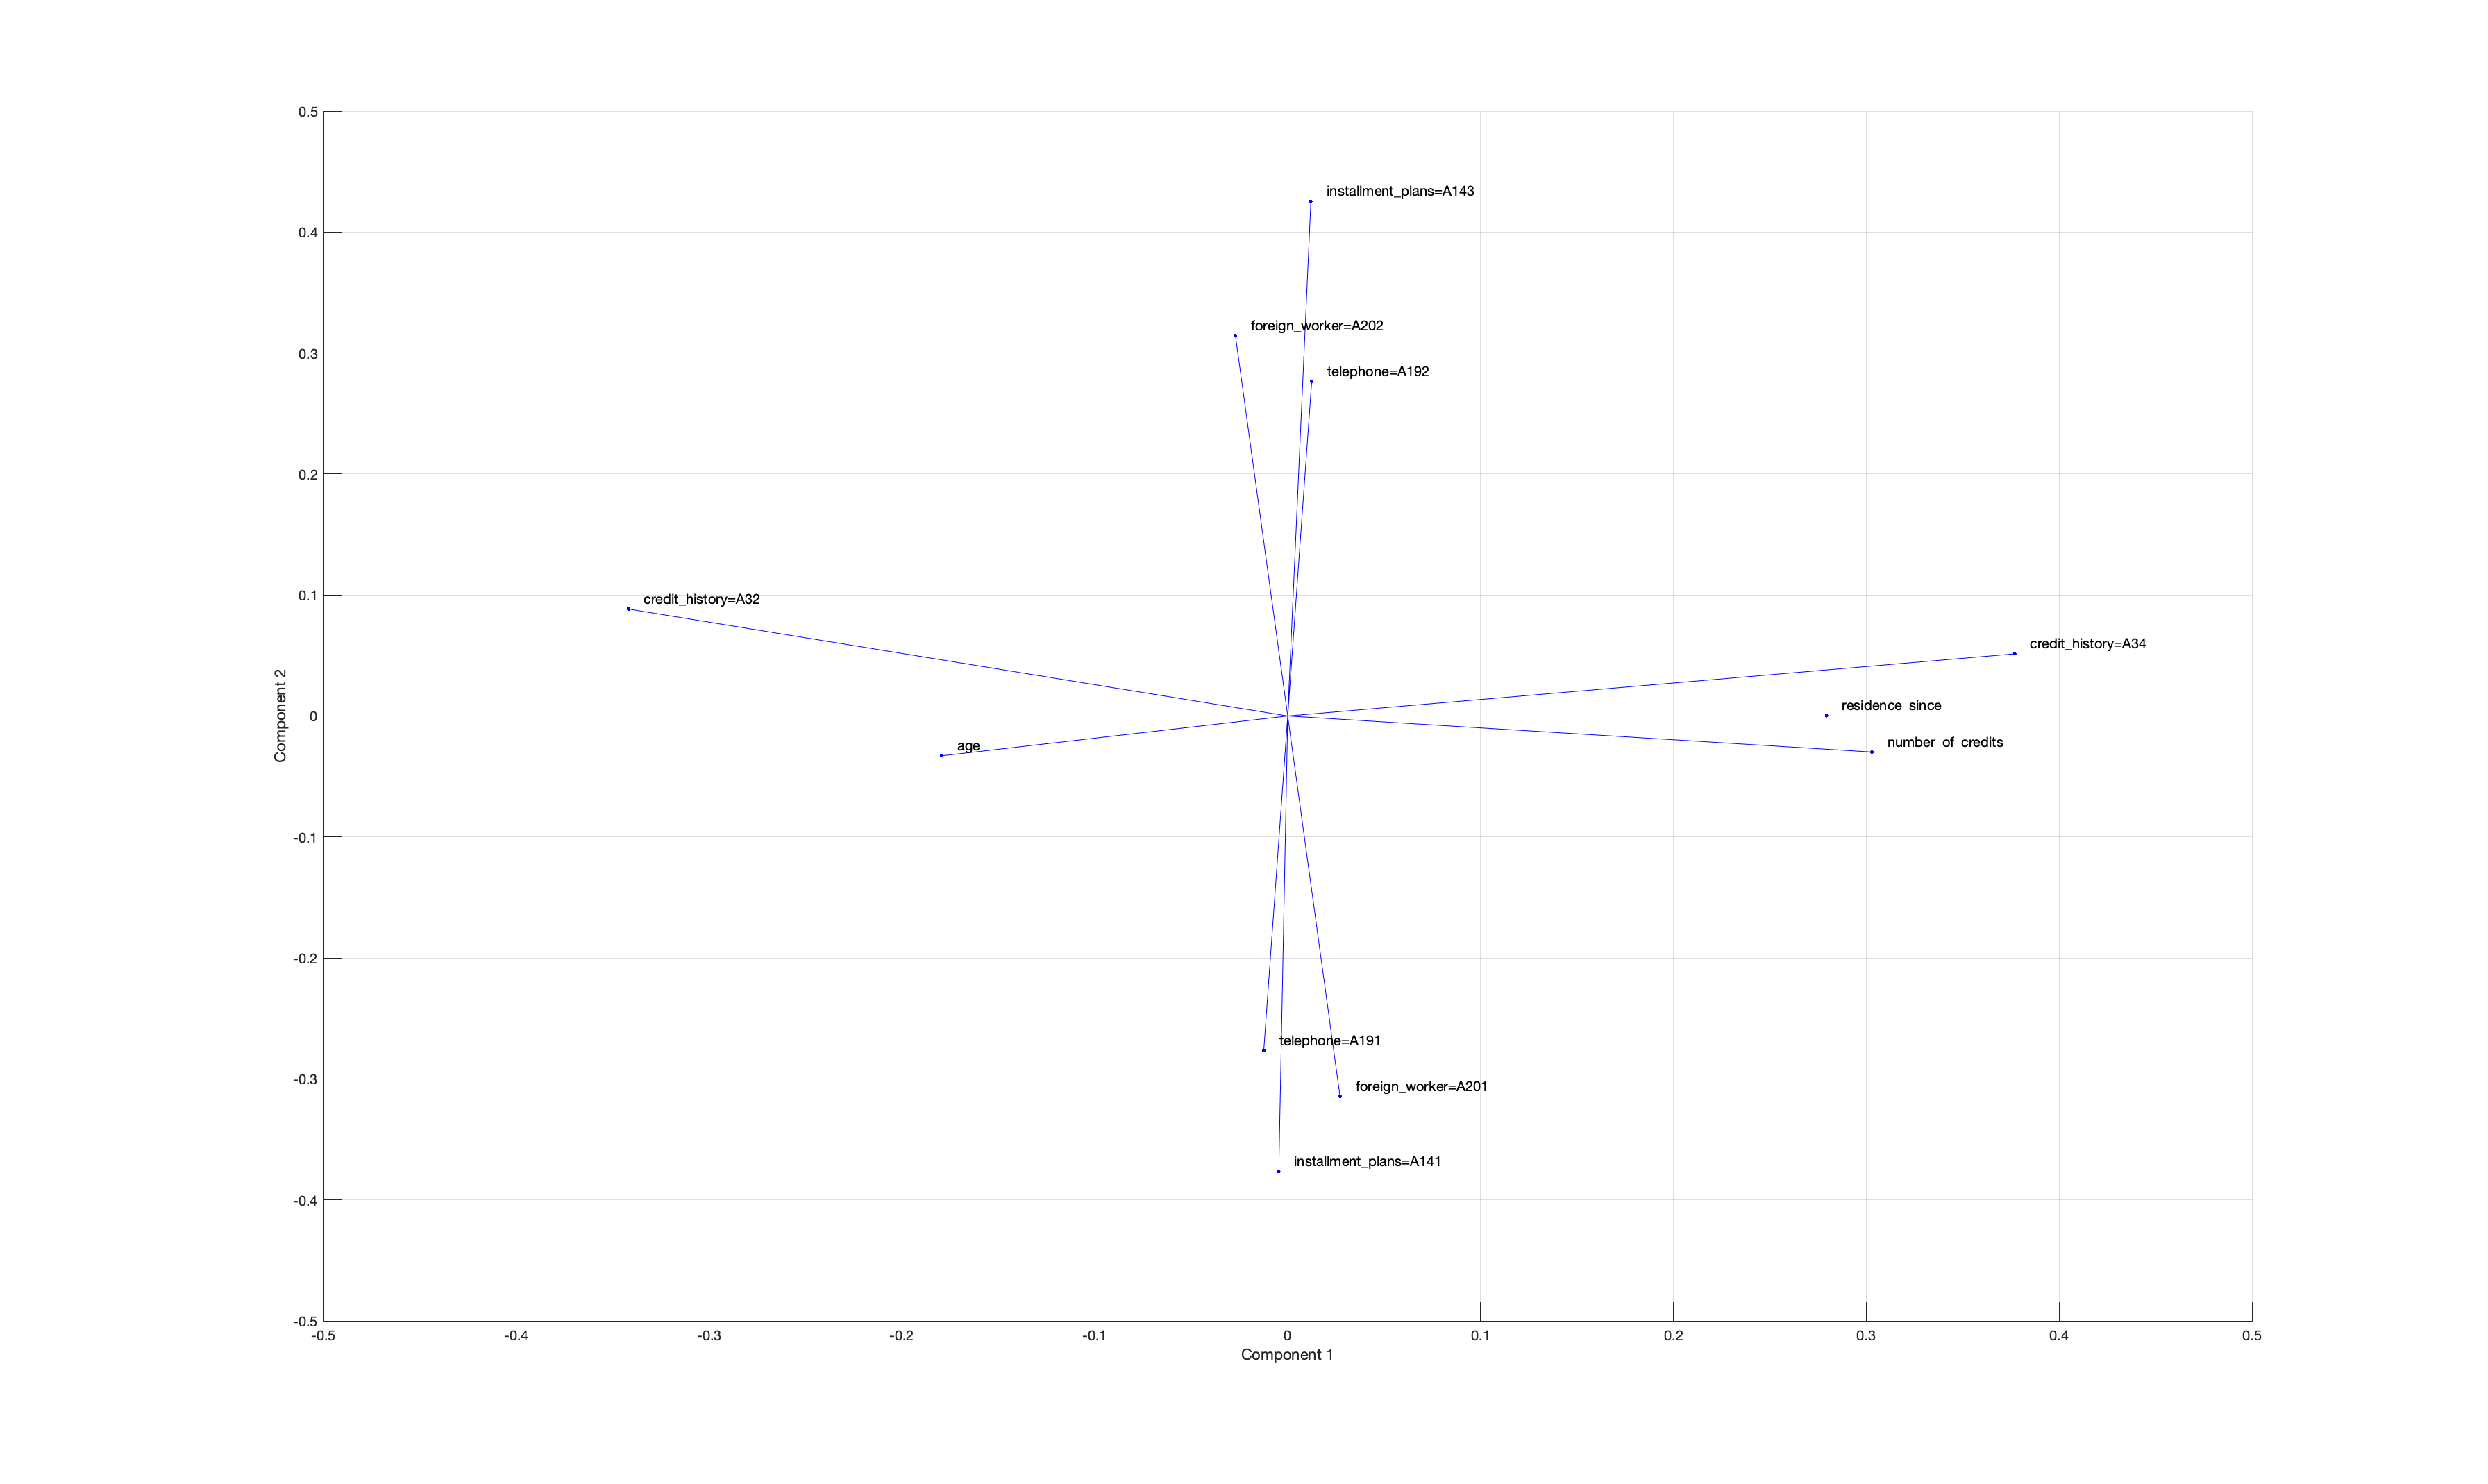 0.5
installment_plans=A143
0.4
foreign_worker=A202
0.3
telephone=A192
0.2
0.1
credit_history=A32
credit_history=A34
residence_since
0
number_of_credits
age
Component 2
-0.1
-0.2
telephone=A191
-0.3
foreign_worker=A201
installment_plans=A141
-0.4
-0.5
-0.5 -0.4 -0.3 -0.2 -0.1 0 0.1 0.2 0.3 0.4 0.5
Component 1